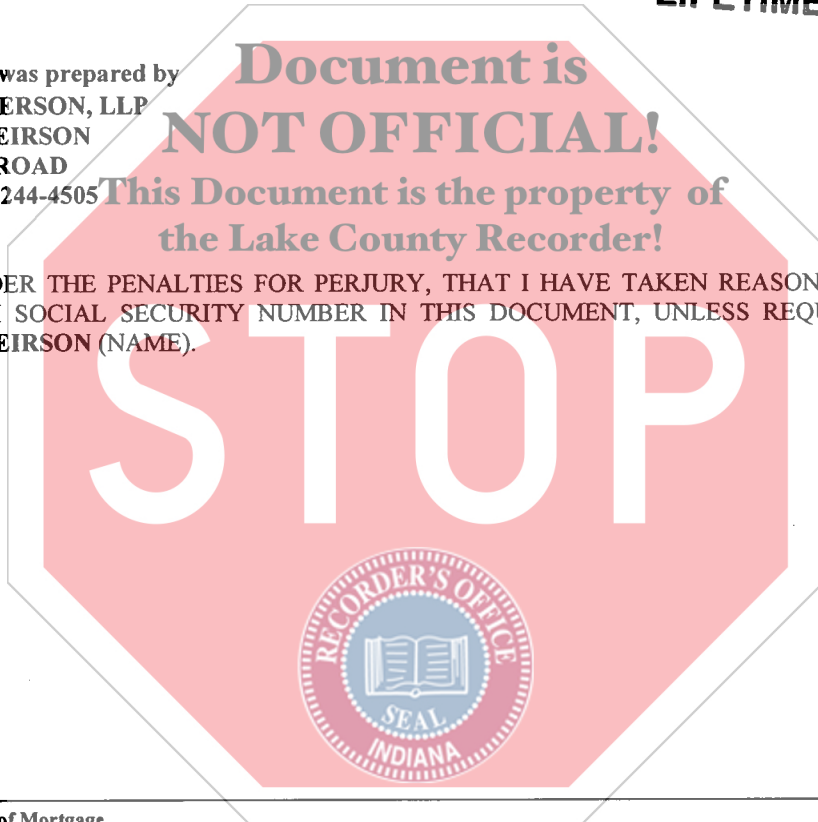 LIFETIME
was prepared by
Document is
ERSON, LLP
NOT OFFICIAL!
EIRSON
ROAD
244-4505
This Document is the property of
the Lake County Recorder!
DER THE PENALTIES FOR PERJURY, THAT I HAVE TAKEN REASON
SOCIAL SECURITY NUMBER IN THIS DOCUMENT, UNLESS REQU
EIRSON (NAME).
STOP
RECORDER'S OFFICE
SEAL
INDIANA
of Mortgage